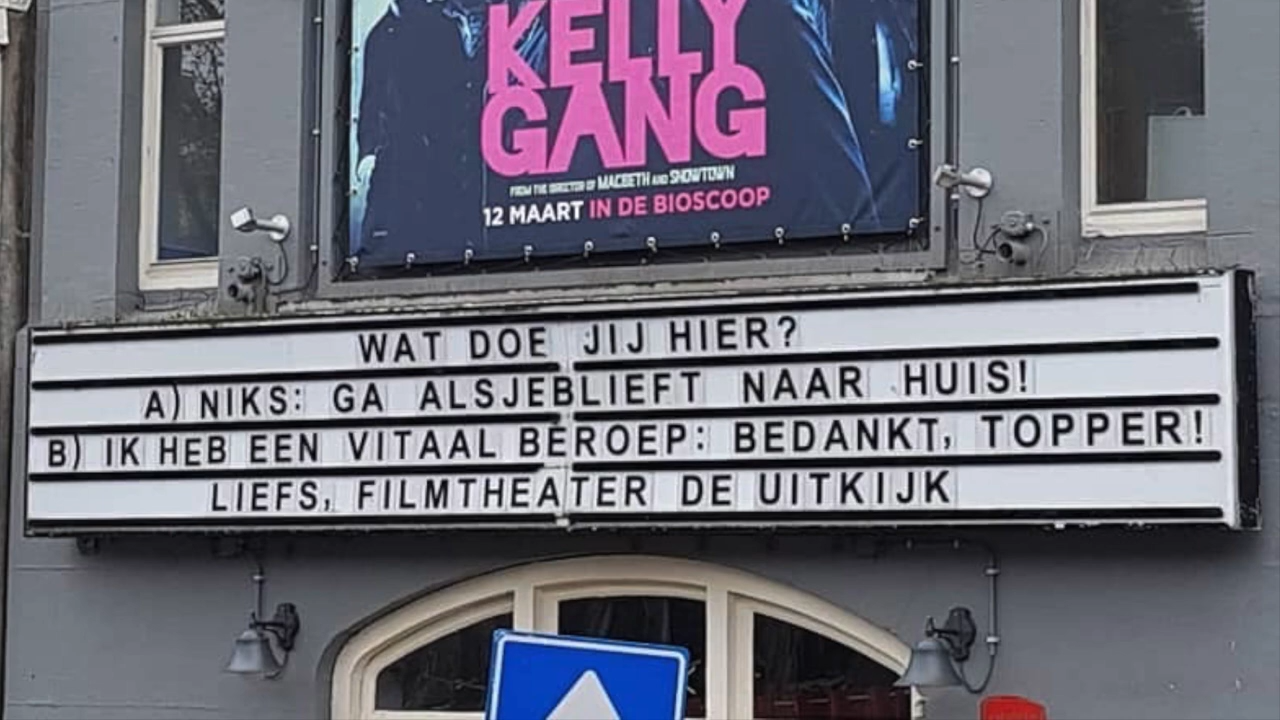 KELLY
GANG
FROM THE DIRECTOR OF MACBETH AND SNOWTOWN
12 MAART IN DE BIOSCOOP
WAT DOE JIJ HIER?
A) NIKS: GA ALSJEBLIEFT NAAR HUIS!
B) IK HEB EEN VITAAL BEROEP: BEDANKT, TOPPER!
LIEFS, FILMTHEATER DE UITKIJK